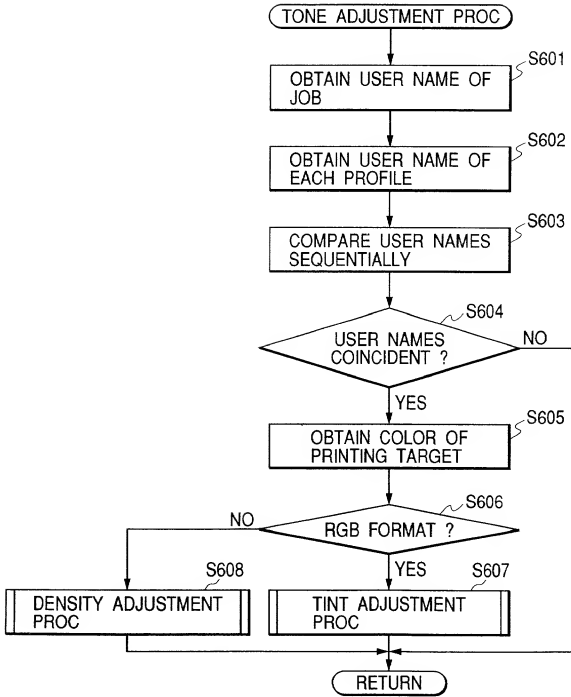 TONE ADJUSTMENT PROC
S601
OBTAIN USER NAME OF
JOB
S602
OBTAIN USER NAME OF
EACH PROFILE
S603
COMPARE USER NAMES
SEQUENTIALLY
S604
USER NAMES
COINCIDENT ?
NO
YES
S605
OBTAIN COLOR OF
PRINTING TARGET
S606
RGB FORMAT ?
NO
YES
S608
DENSITY ADJUSTMENT
PROC
S607
TINT ADJUSTMENT
PROC
RETURN